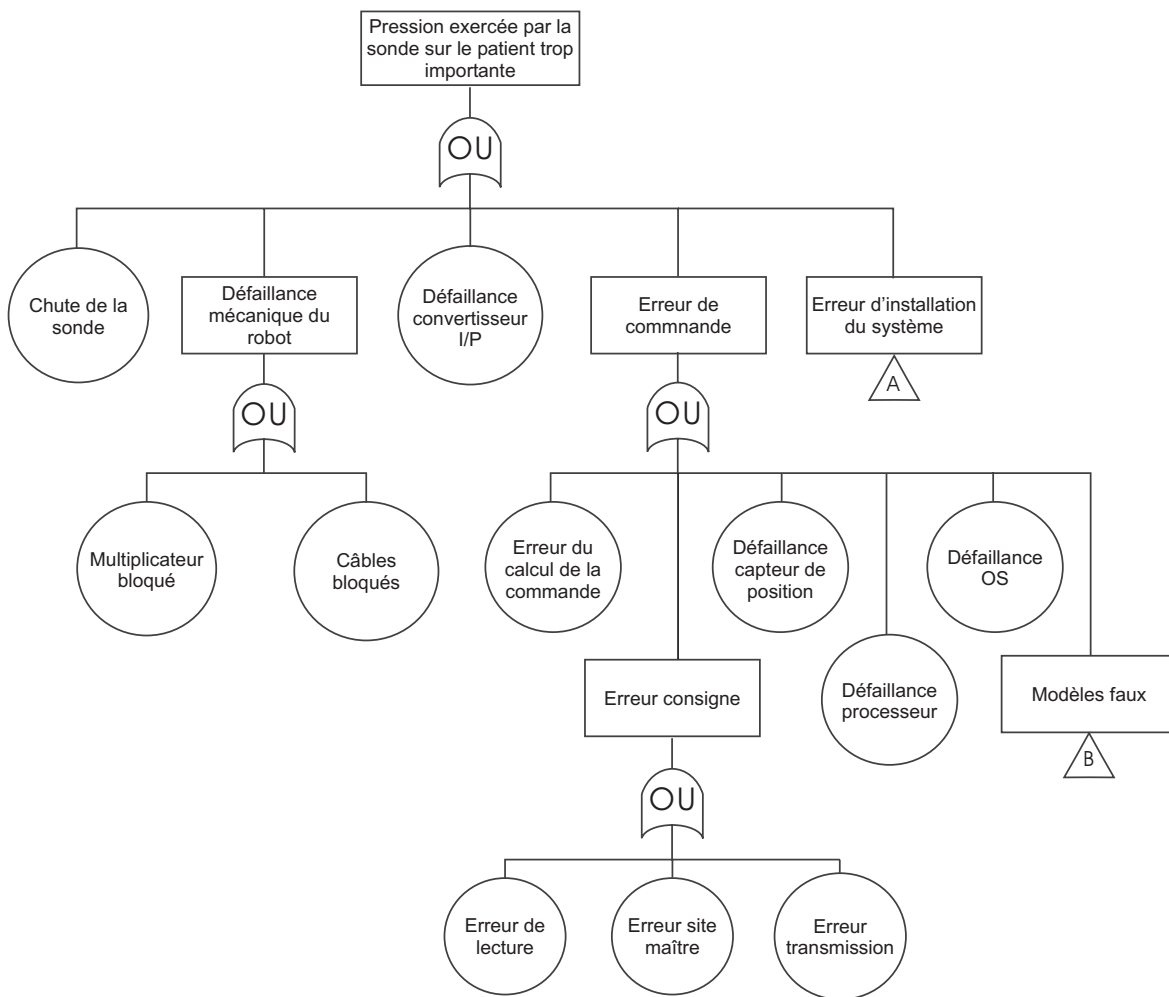 Pression exercée par la
sonde sur le patient trop
importante
OU
Chute de la
sonde
Défaillance
mécanique du
robot
Défaillance
convertisseur
I/P
Erreur de
commnande
Erreur d'installation
du système
A
OU
OU
Multiplicateur
bloqué
Câbles
bloqués
Erreur du
calcul de la
commande
Défaillance
capteur de
position
Défaillance
OS
Erreur consigne
Défaillance
processeur
Modèles faux
B
OU
Erreur de
lecture
Erreur site
maître
Erreur
transmission